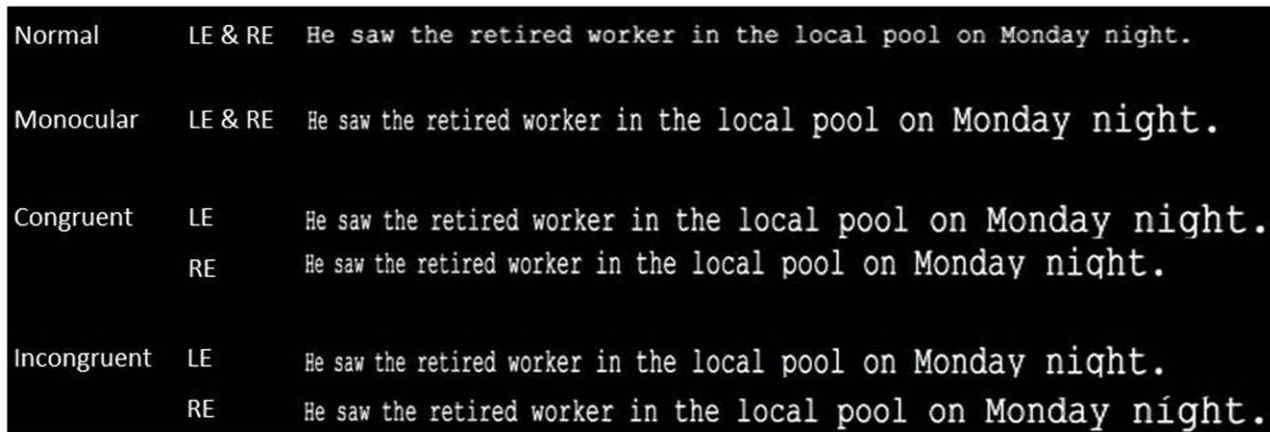 Normal LE & RE He saw the retired worker in the local pool on Monday night.
Monocular LE & RE He saw the retired worker in the local pool on Monday night.
Congruent LE He saw the retired worker in the local pool on Monday night.
RE He saw the retired worker in the local pool on Monday night.
Incongruent LE He saw the retired worker in the local pool on Monday night.
RE He saw the retired worker in the local pool on Monday night.